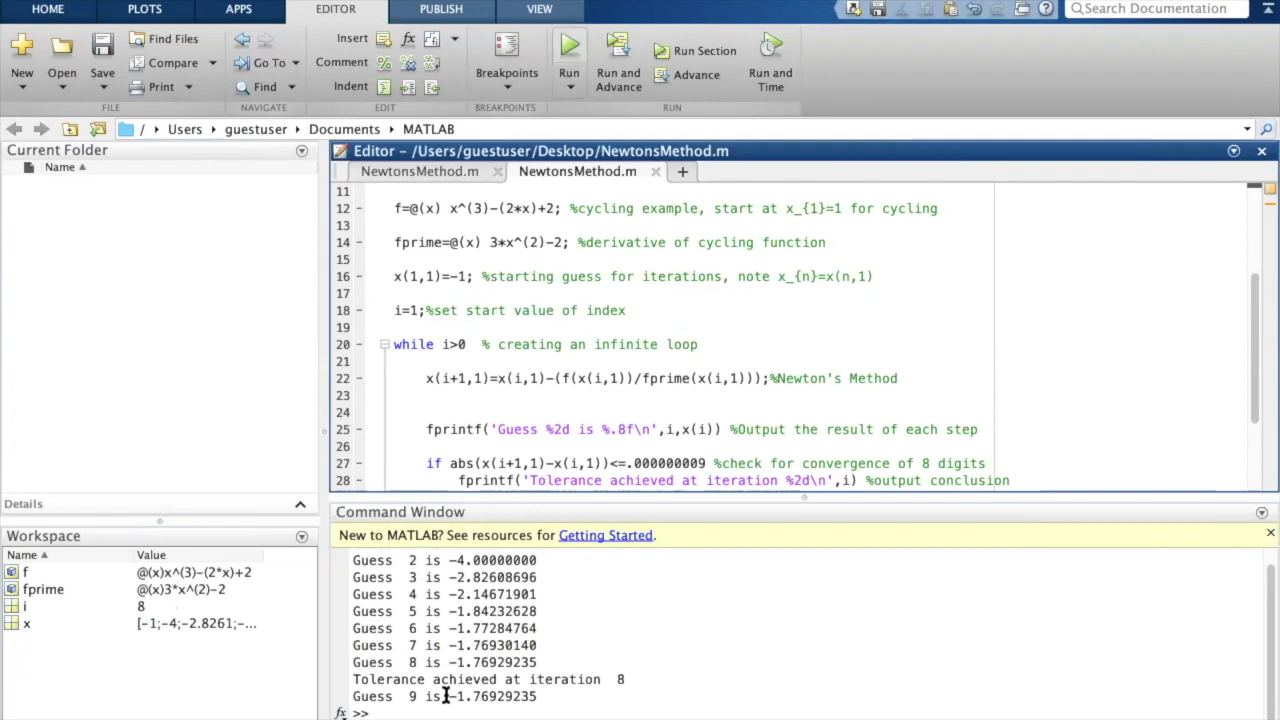 HOME PLOTS APPS EDITOR PUBLISH VIEW Search Documentation
New Open Save Find Files Compare Print
Go To Find
Insert fx
Comment
Indent
Breakpoints
Run Run and Advance Run Section Advance Run and Time
FILE NAVIGATE EDIT BREAKPOINTS RUN
/ Users guestuser Documents MATLAB
Current Folder
Name
Details
Workspace
Name Value
f @(x)x^(3)-(2*x)+2
fprime @(x)3*x^(2)-2
i 8
x [-1;-4;-2.8261;-...
Editor - /Users/guestuser/Desktop/NewtonsMethod.m
NewtonsMethod.m NewtonsMethod.m +
11
12 - f=@(x) x^(3)-(2*x)+2; %cycling example, start at x_{1}=1 for cycling
13
14 - fprime=@(x) 3*x^(2)-2; %derivative of cycling function
15
16 - x(1,1)=-1; %starting guess for iterations, note x_{n}=x(n,1)
17
18 - i=1;%set start value of index
19
20 - while i>0 % creating an infinite loop
21
22 - x(i+1,1)=x(i,1)-(f(x(i,1))/fprime(x(i,1)));%Newton's Method
23
24
25 - fprintf('Guess %2d is %.8f\n',i,x(i)) %Output the result of each step
26
27 - if abs(x(i+1,1)-x(i,1))<=.000000009 %check for convergence of 8 digits
28 - fprintf('Tolerance achieved at iteration %2d\n',i) %output conclusion
Command Window
New to MATLAB? See resources for Getting Started.
Guess 2 is -4.00000000
Guess 3 is -2.82608696
Guess 4 is -2.14671901
Guess 5 is -1.84232628
Guess 6 is -1.77284764
Guess 7 is -1.76930140
Guess 8 is -1.76929235
Tolerance achieved at iteration 8
Guess 9 is -1.76929235
fx >>